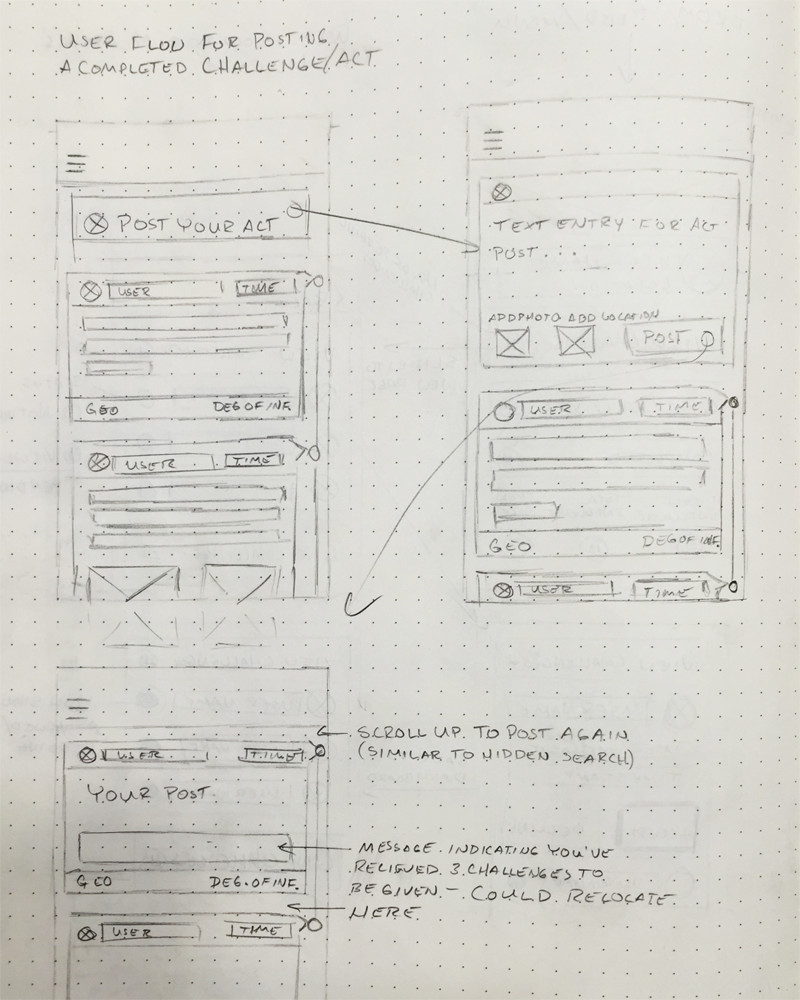 USER FLOW FOR POSTING
A COMPLETED CHALLENGE/ACT
POST YOUR ACT
USER TIME
GEO DEG OF INF.
USER TIME
TEXT ENTRY FOR ACT
POST...
ADD PHOTO ADD LOCATION
POST
USER TIME
GEO DEG OF INF.
USER TIME
SCROLL UP TO POST AGAIN
(SIMILAR TO HIDDEN SEARCH)
USER TIME
YOUR POST
MESSAGE INDICATING YOU'VE
3 CHALLENGES TO
BE GIVEN - COULD RELOCATE
HERE
GEO DEG. OF INF.
USER TIME